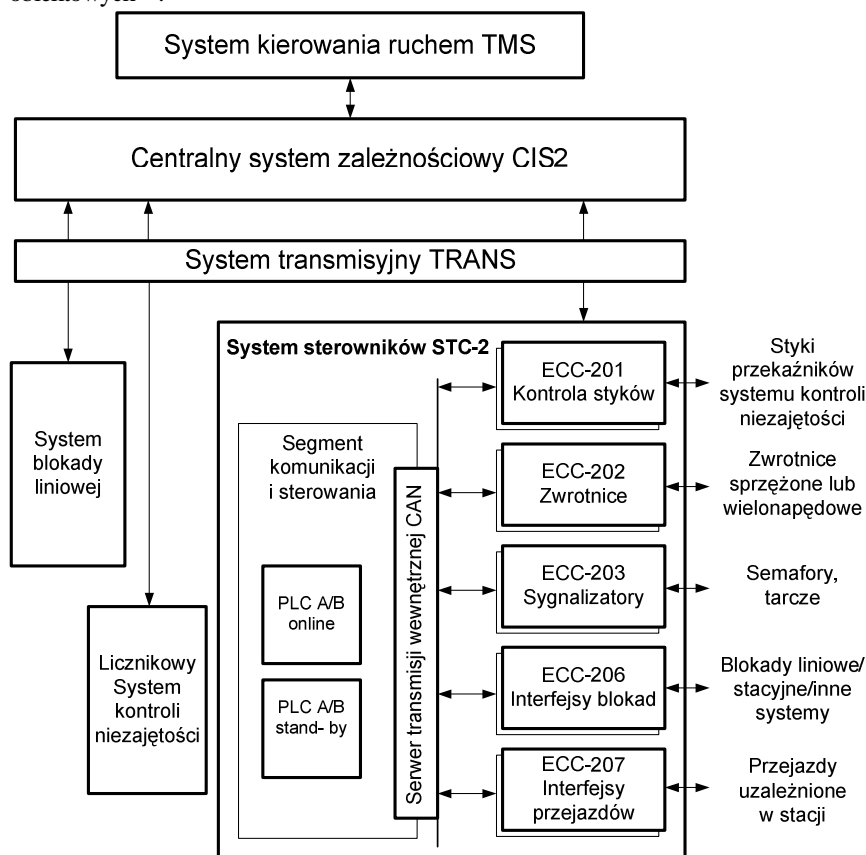 System kierowania ruchem TMS
Centralny system zależnościowy CIS2
System transmisyjny TRANS
System sterowników STC-2
System
blokady
liniowej
Licznikowy
System
kontroli
niezajętości
Segment
komunikacji
i sterowania
PLC A/B
online
PLC A/B
stand- by
Serwer transmisji wewnętrznej CAN
ECC-201
Kontrola styków
ECC-202
Zwrotnice
ECC-203
Sygnalizatory
ECC-206
Interfejsy blokad
ECC-207
Interfejsy
przejazdów
Styki
przekaźników
systemu kontroli
niezajętości
Zwrotnice
sprzężone lub
wielonapędowe
Semafory,
tarcze
Blokady liniowe/
stacyjne/inne
systemy
Przejazdy
uzależnione
w stacji